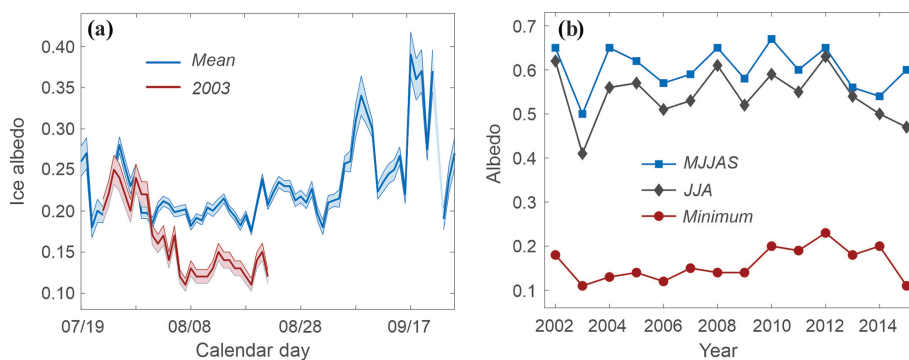 (a)
Mean
2003
0.40
0.35
0.30
0.25
0.20
0.15
0.10
Ice albedo
07/19
08/08
08/28
09/17
Calendar day
(b)
0.7
0.6
0.5
0.4
0.3
0.2
0.1
Albedo
MJJAS
JJA
Minimum
2002
2004
2006
2008
2010
2012
2014
Year